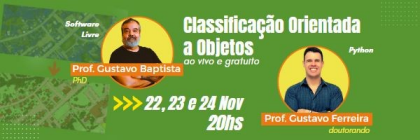 Software
Livre
Classificação Orientada
a Objetos
ao vivo e gratuito
Python
Prof. Gustavo Baptista
PhD
>>> 22, 23 e 24 Nov
20hs
Prof. Gustavo Ferreira
doutorando